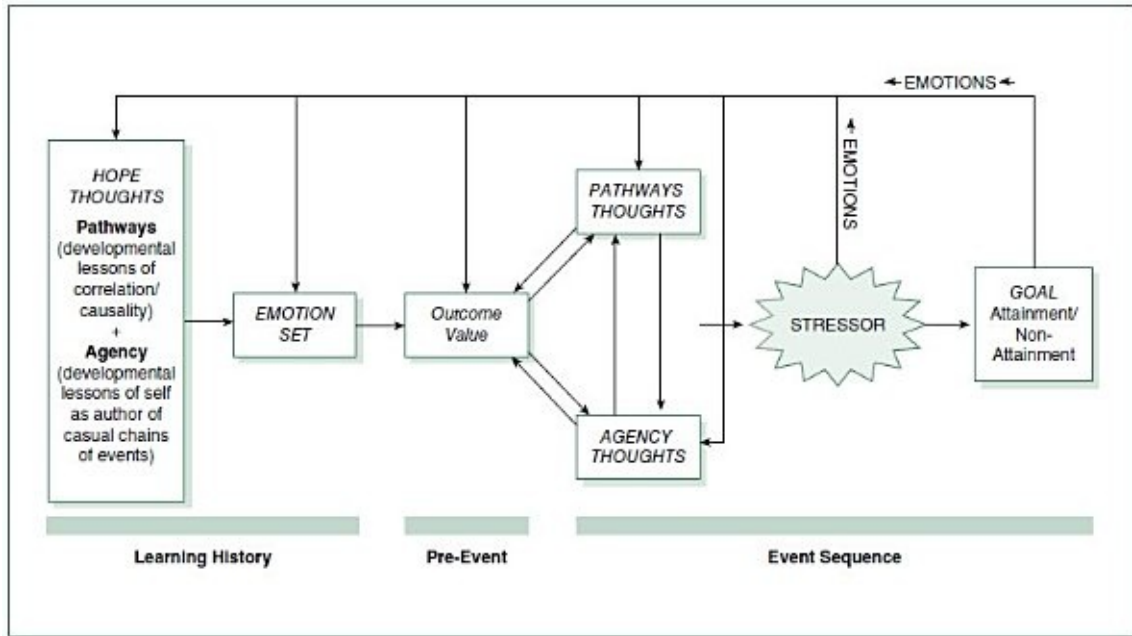 EMOTIONS
EMOTIONS
HOPE
THOUGHTS
Pathways
(developmental
lessons of
correlation/
causality)
+
Agency
(developmental
lessons of self
as author of
casual chains
of events)
EMOTION
SET
Outcome
Value
PATHWAYS
THOUGHTS
AGENCY
THOUGHTS
STRESSOR
GOAL
Attainment/
Non-
Attainment
Learning History
Pre-Event
Event Sequence